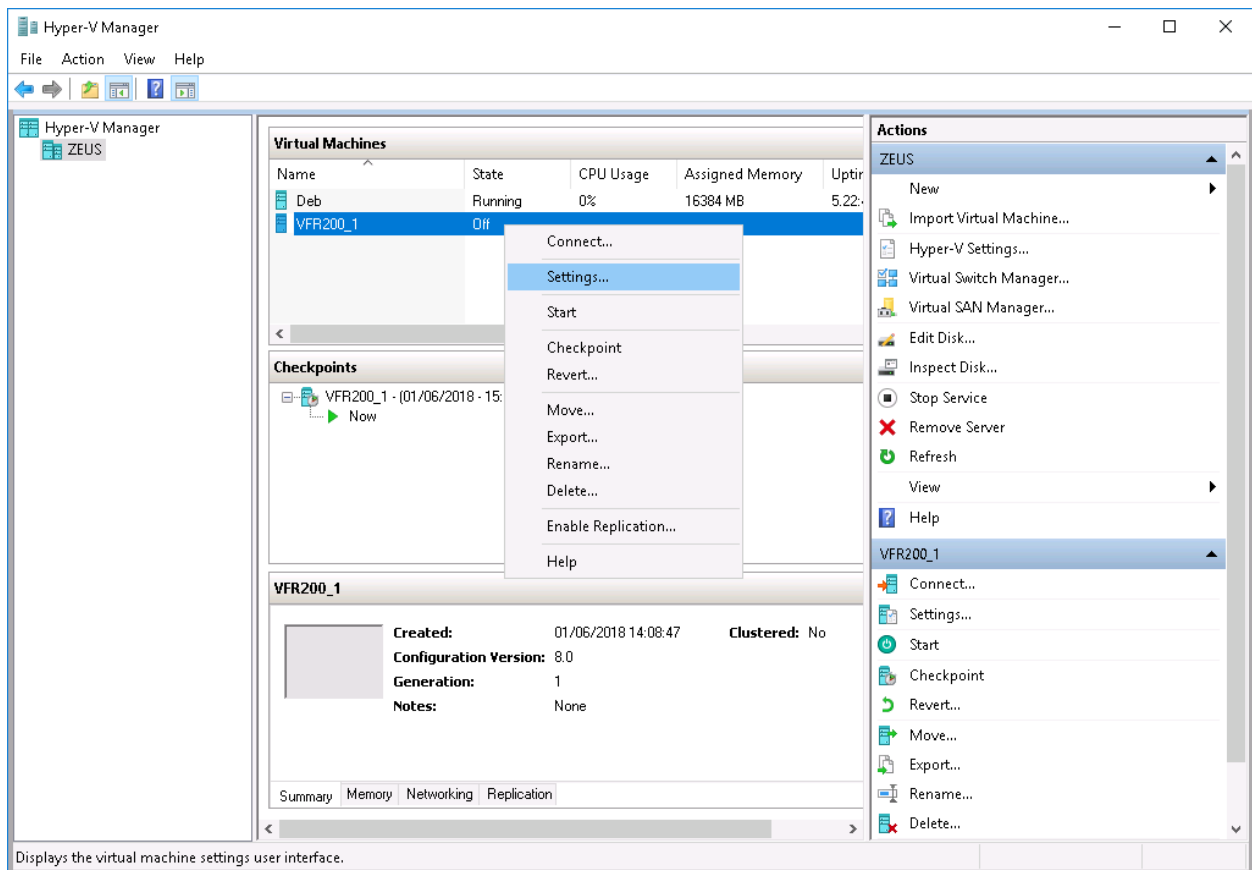 Hyper-V Manager
File Action View Help
Hyper-V Manager
ZEUS
Virtual Machines
Name State CPU Usage Assigned Memory Uptir
Deb Running 0% 16384 MB 5.22:
VFR200_1 Off
Connect...
Settings...
Start
Checkpoint
Revert...
Move...
Export...
Rename...
Delete...
Enable Replication...
Help
Checkpoints
VFR200_1 - (01/06/2018 - 15:
Now
VFR200_1
Created: 01/06/2018 14:08:47 Clustered: No
Configuration Version: 8.0
Generation: 1
Notes: None
Summary Memory Networking Replication
Actions
ZEUS
New
Import Virtual Machine...
Hyper-V Settings...
Virtual Switch Manager...
Virtual SAN Manager...
Edit Disk...
Inspect Disk...
Stop Service
Remove Server
Refresh
View
Help
VFR200_1
Connect...
Settings...
Start
Checkpoint
Revert...
Move...
Export...
Rename...
Delete...
Displays the virtual machine settings user interface.